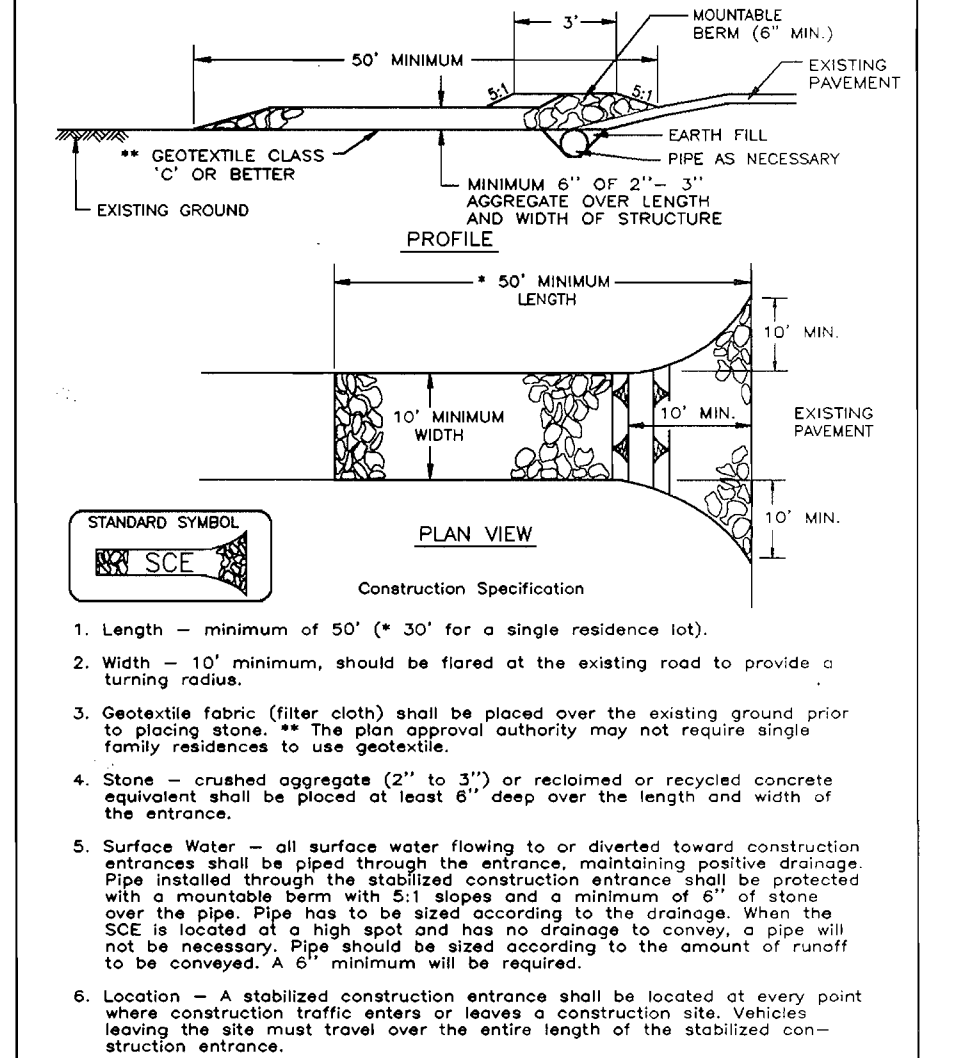 3'
MOUNTABLE
BERM (6" MIN.)
50' MINIMUM
EXISTING
PAVEMENT
5:1
5:1
EARTH FILL
** GEOTEXTILE CLASS
'C' OR BETTER
PIPE AS NECESSARY
MINIMUM 6" OF 2"- 3"
AGGREGATE OVER LENGTH
AND WIDTH OF STRUCTURE
EXISTING GROUND
PROFILE
* 50' MINIMUM
LENGTH
10' MIN.
10' MINIMUM
WIDTH
10' MIN.
EXISTING
PAVEMENT
10' MIN.
STANDARD SYMBOL
SCE
PLAN VIEW
Construction Specification
1. Length – minimum of 50' (* 30' for a single residence lot).
2. Width – 10' minimum, should be flared at the existing road to provide a
turning radius.
3. Geotextile fabric (filter cloth) shall be placed over the existing ground prior
to placing stone. ** The plan approval authority may not require single
family residences to use geotextile.
4. Stone – crushed aggregate (2" to 3") or reclaimed or recycled concrete
equivalent shall be placed at least 6" deep over the length and width of
the entrance.
5. Surface Water – all surface water flowing to or diverted toward construction
entrances shall be piped through the entrance, maintaining positive drainage.
Pipe installed through the stabilized construction entrance shall be protected
with a mountable berm with 5:1 slopes and a minimum of 6" of stone
over the pipe. Pipe has to be sized according to the drainage. When the
SCE is located at a high spot and has no drainage to convey, a pipe will
not be necessary. Pipe should be sized according to the amount of runoff
to be conveyed. A 6" minimum will be required.
6. Location – A stabilized construction entrance shall be located at every point
where construction traffic enters or leaves a construction site. Vehicles
leaving the site must travel over the entire length of the stabilized con–
struction entrance.